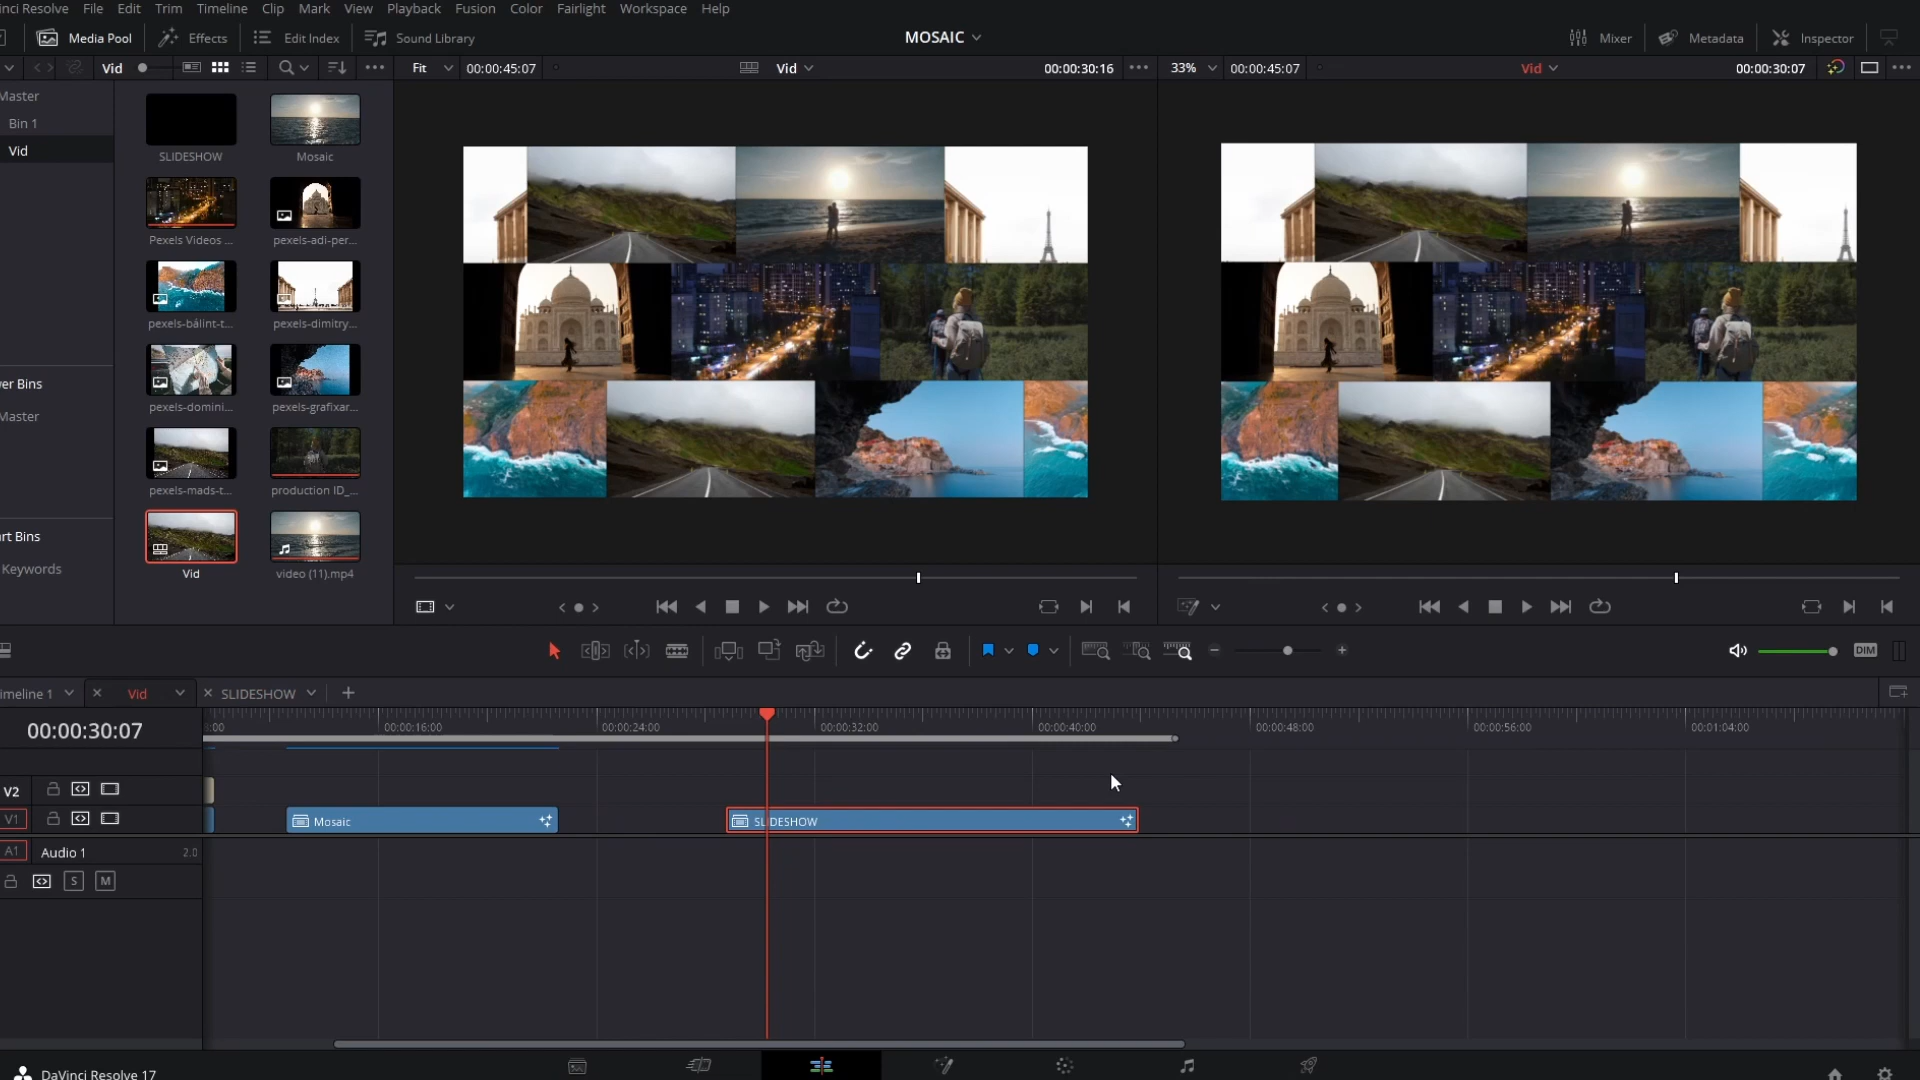 nci Resolve File Edit Trim Timeline Clip Mark View Playback Fusion Color Fairlight Workspace Help
Media Pool Effects Edit Index Sound Library MOSAIC Mixer Metadata Inspector
Vid Fit 00:00:45:07 Vid 00:00:30:16 33% 00:00:45:07 Vid 00:00:30:07
Master
Bin 1
Vid
er Bins
Master
rt Bins
Keywords
SLIDESHOW Mosaic
Pexels Videos ... pexels-adi-per...
pexels-bálint-t... pexels-dimitry...
pexels-domini... pexels-grafixar...
pexels-mads-t... production ID_...
Vid video (11).mp4
DIM
imeline 1 Vid SLIDESHOW
00:00:30:07
:00 00:00:16:00 00:00:24:00 00:00:32:00 00:00:40:00 00:00:48:00 00:00:56:00 00:01:04:00
V2
V1 Mosaic SLIDESHOW
A1 Audio 1 2.0
S M
DaVinci Resolve 17